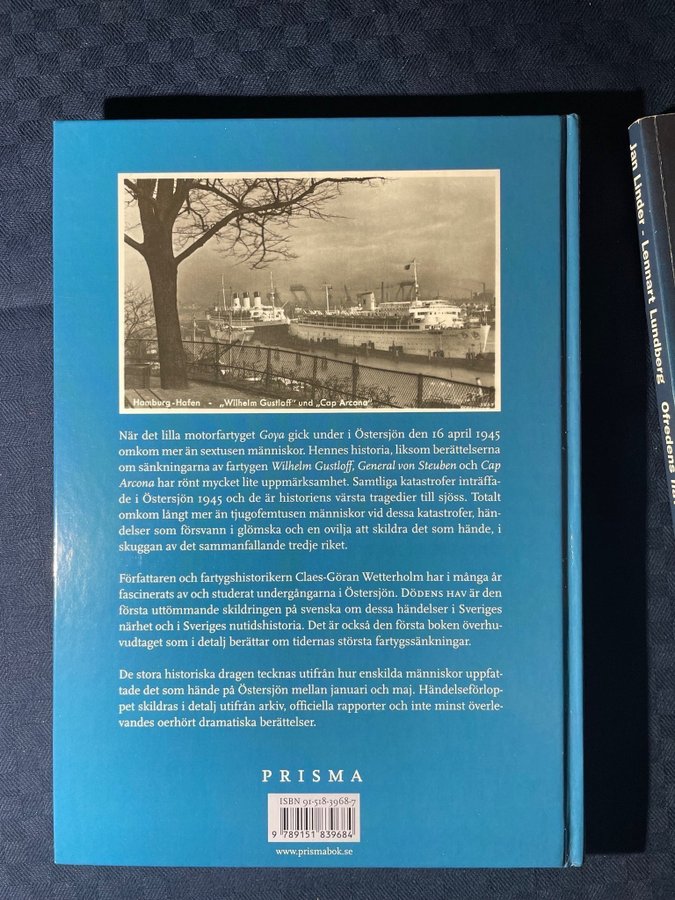 Hamburg-Hafen - „Wilhelm Gustloff" und „Cap Arcona"
När det lilla motorfartyget Goya gick under i Östersjön den 16 april 1945
omkom mer än sextusen människor. Hennes historia, liksom berättelserna
om sänkningarna av fartygen Wilhelm Gustloff, General von Steuben och Cap
Arcona har rönt mycket lite uppmärksamhet. Samtliga katastrofer inträffa-
de i Östersjön 1945 och de är historiens värsta tragedier till sjöss. Totalt
omkom långt mer än tjugofemtusen människor vid dessa katastrofer, hän-
delser som försvann i glömska och en ovilja att skildra det som hände, i
skuggan av det sammanfallande tredje riket.
Författaren och fartygshistorikern Claes-Göran Wetterholm har i många år
fascinerats av och studerat undergångarna i Östersjön. DÖDENS HAV är den
första uttömmande skildringen på svenska om dessa händelser i Sveriges
närhet och i Sveriges nutidshistoria. Det är också den första boken överhu-
vudtaget som i detalj berättar om tidernas största fartygssänkningar.
De stora historiska dragen tecknas utifrån hur enskilda människor uppfat-
tade det som hände på Östersjön mellan januari och maj. Händelseförlop-
pet skildras i detalj utifrån arkiv, officiella rapporter och inte minst överle-
vandes oerhört dramatiska berättelser.
PRISMA
ISBN 91-518-3968-7
9 789151 839684
www.prismabok.se
Jan Linder - Lennart Lundberg Ofredens